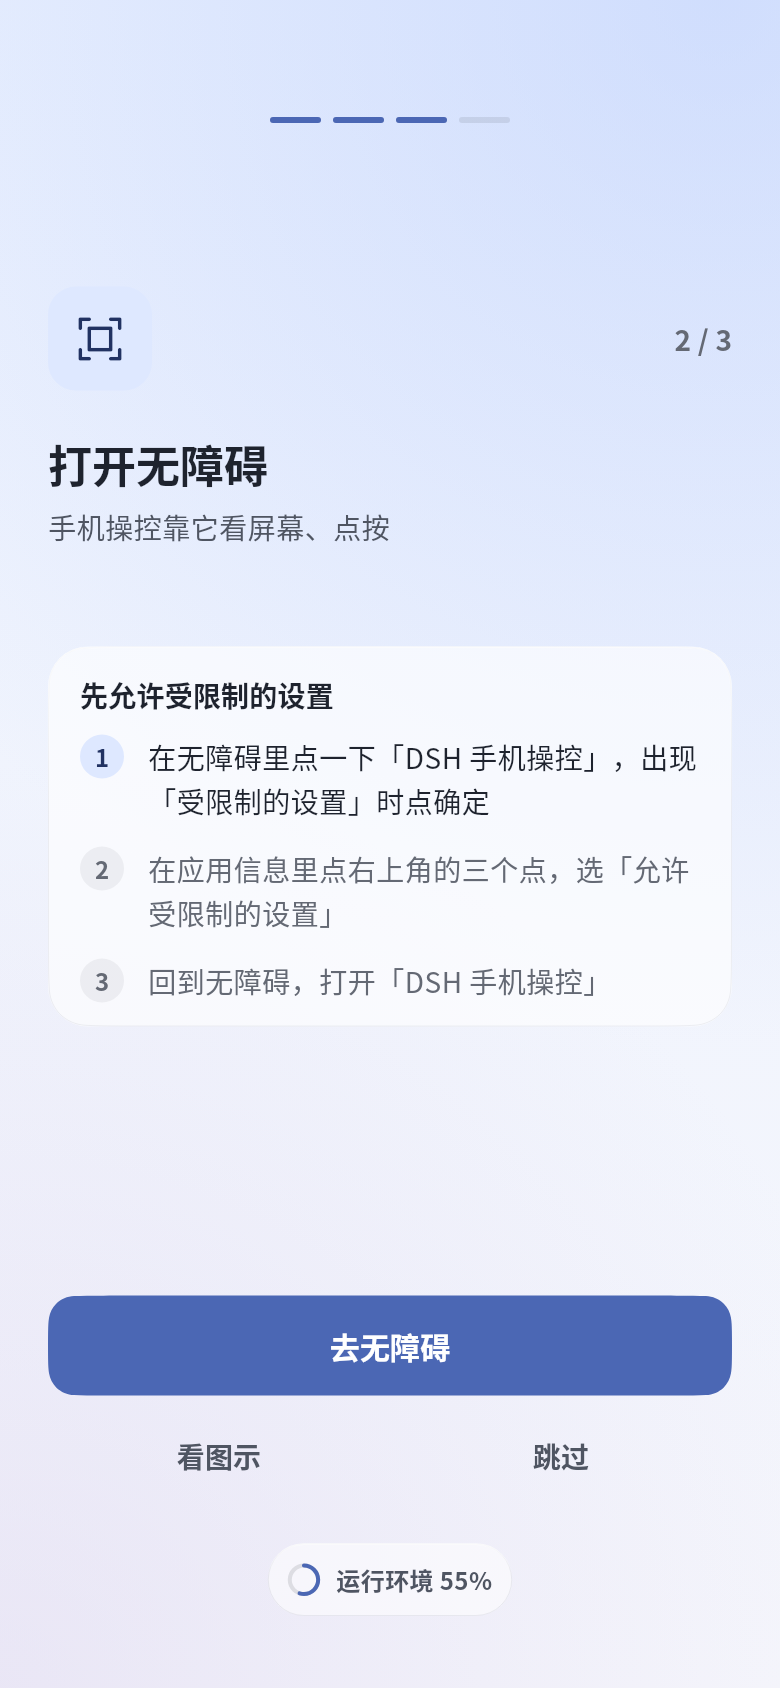 2 / 3
打开无障碍
手机操控靠它看屏幕、点按
先允许受限制的设置
1
在无障碍里点一下「DSH 手机操控」，出现
「受限制的设置」时点确定
2
在应用信息里点右上角的三个点，选「允许
受限制的设置」
3
回到无障碍，打开「DSH 手机操控」
去无障碍
看图示
跳过
运行环境 55%